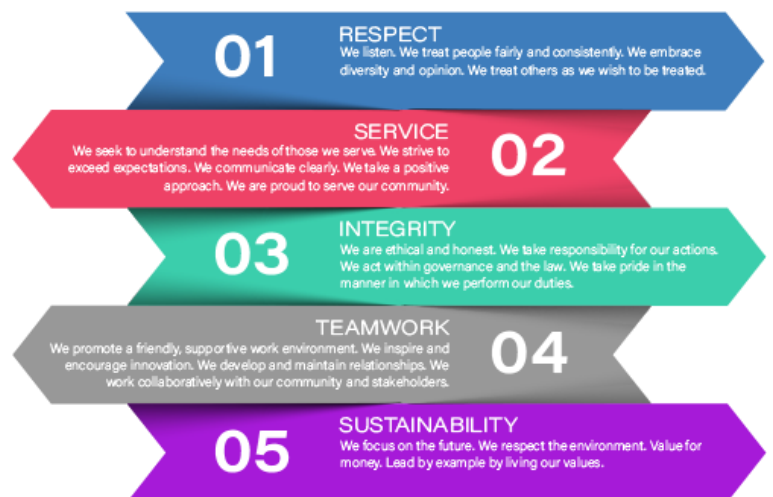 01
RESPECT
We listen. We treat people fairly and consistently. We embrace
diversity and opinion. We treat others as we wish to be treated.
SERVICE
We seek to understand the needs of those we serve. We strive to
exceed expectations. We communicate clearly. We take a positive
approach. We are proud to serve our community.
02
03
INTEGRITY
We are ethical and honest. We take responsibility for our actions.
We act within governance and the law. We take pride in the
manner in which we perform our duties.
TEAMWORK
We promote a friendly, supportive work environment. We inspire and
encourage innovation. We develop and maintain relationships. We
work collaboratively with our community and stakeholders.
04
05
SUSTAINABILITY
We focus on the future. We respect the environment. Value for
money. Lead by example by living our values.